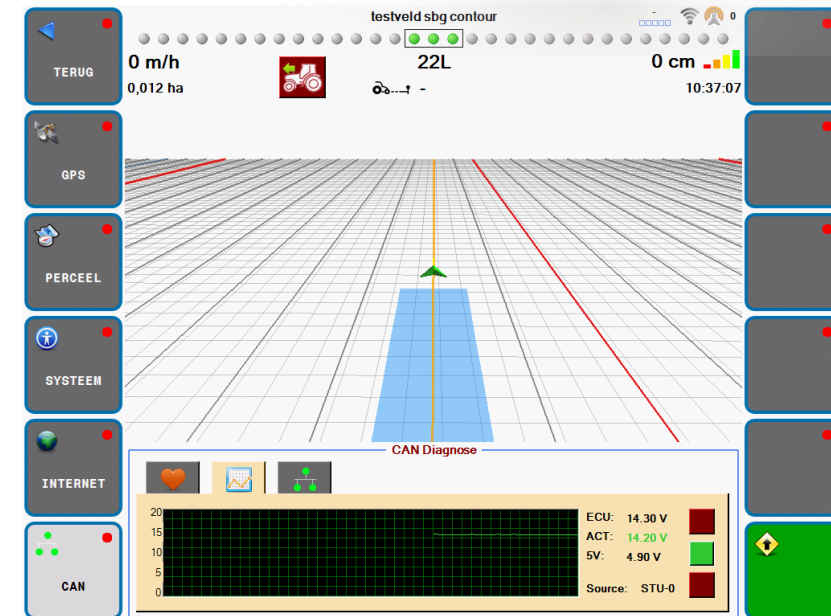 testveld sbg contour
- 0
0 m/h 22L 0 cm
0,012 ha - 10:37:07
TERUG
GPS
PERCEEL
SYSTEEM
INTERNET
CAN
CAN Diagnose
20
15
10
5
0
ECU: 14.30 V
ACT: 14.20 V
5V: 4.90 V
Source: STU-0